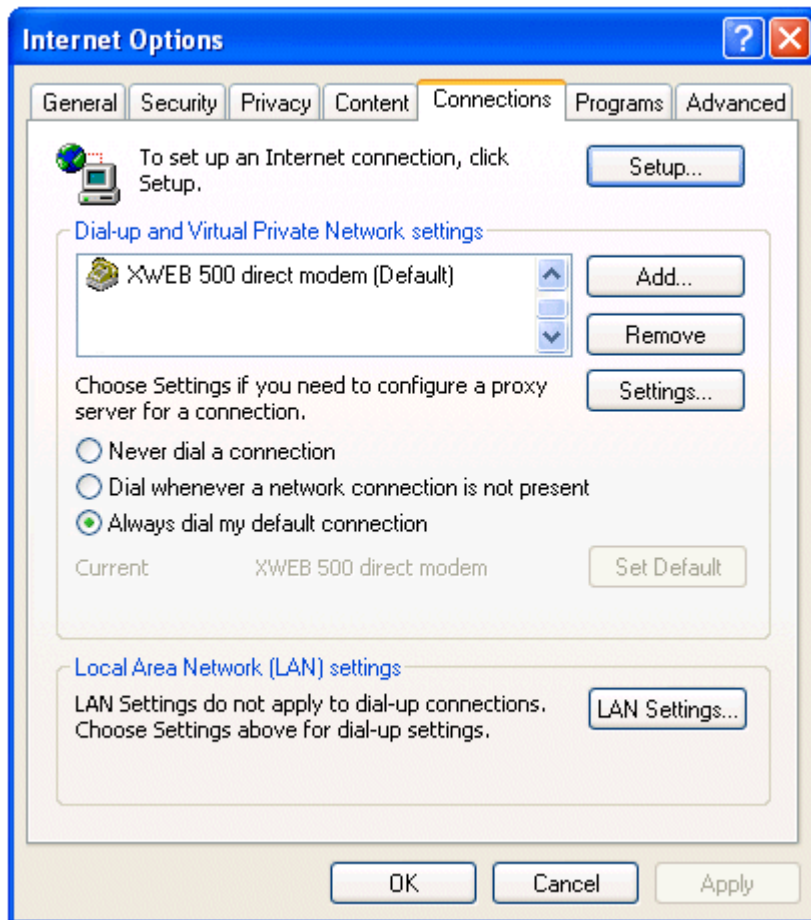 Internet Options
General Security Privacy Content Connections Programs Advanced
To set up an Internet connection, click
Setup.
Setup...
Dial-up and Virtual Private Network settings
XWEB 500 direct modem (Default)
Add...
Remove
Choose Settings if you need to configure a proxy
server for a connection.
Settings...
Never dial a connection
Dial whenever a network connection is not present
Always dial my default connection
Current XWEB 500 direct modem Set Default
Local Area Network (LAN) settings
LAN Settings do not apply to dial-up connections.
Choose Settings above for dial-up settings.
LAN Settings...
OK Cancel Apply